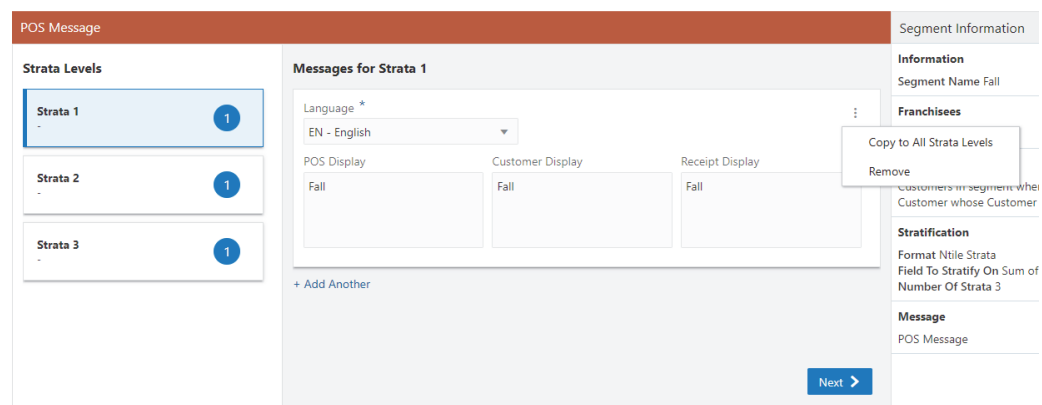 POS Message
Strata Levels
Strata 1
-
1
Strata 2
-
1
Strata 3
-
1
Messages for Strata 1
Language *
EN - English
POS Display
Fall
Customer Display
Fall
Receipt Display
Fall
+ Add Another
Next
Copy to All Strata Levels
Remove
Segment Information
Information
Segment Name Fall
Franchisees
Customers in segment whe
Customer whose Customer
Stratification
Format Ntile Strata
Field To Stratify On Sum of
Number Of Strata 3
Message
POS Message